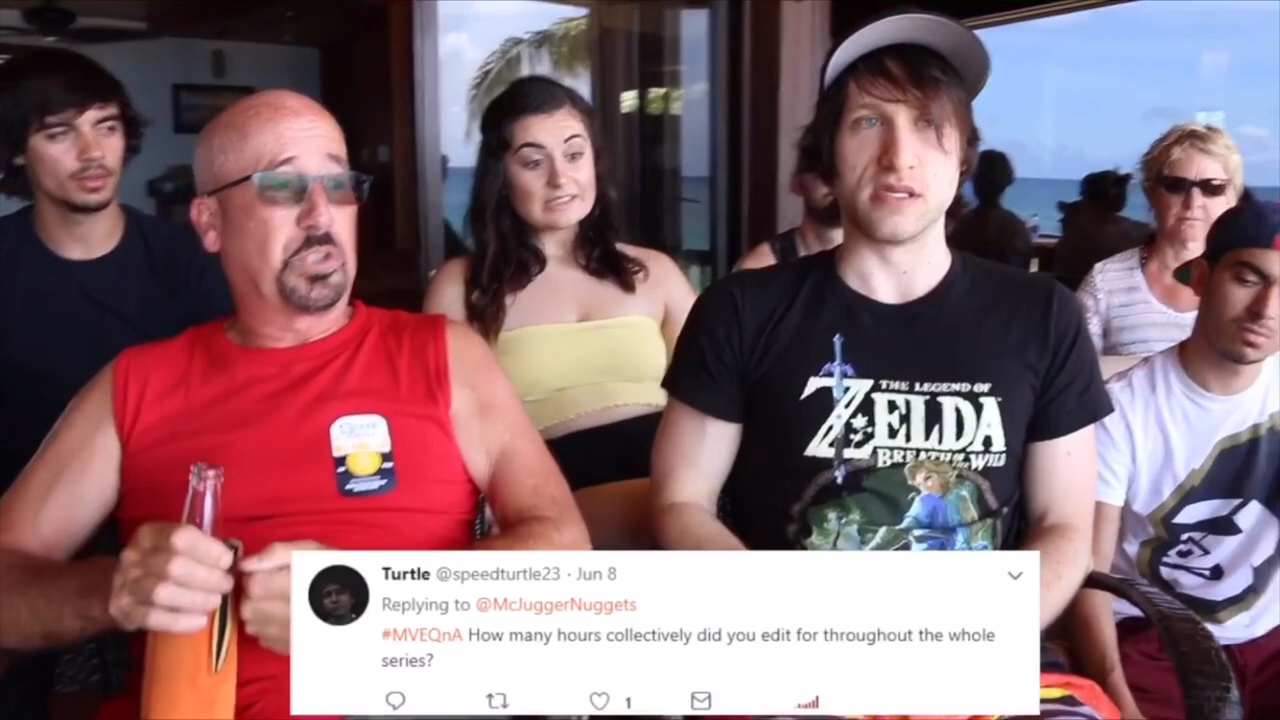 THE LEGEND OF
ZELDA
BREATH OF THE WILD
Turtle @speedturtle23 · Jun 8
Replying to @McJuggerNuggets
#MVEQnA How many hours collectively did you edit for throughout the whole
series?
1